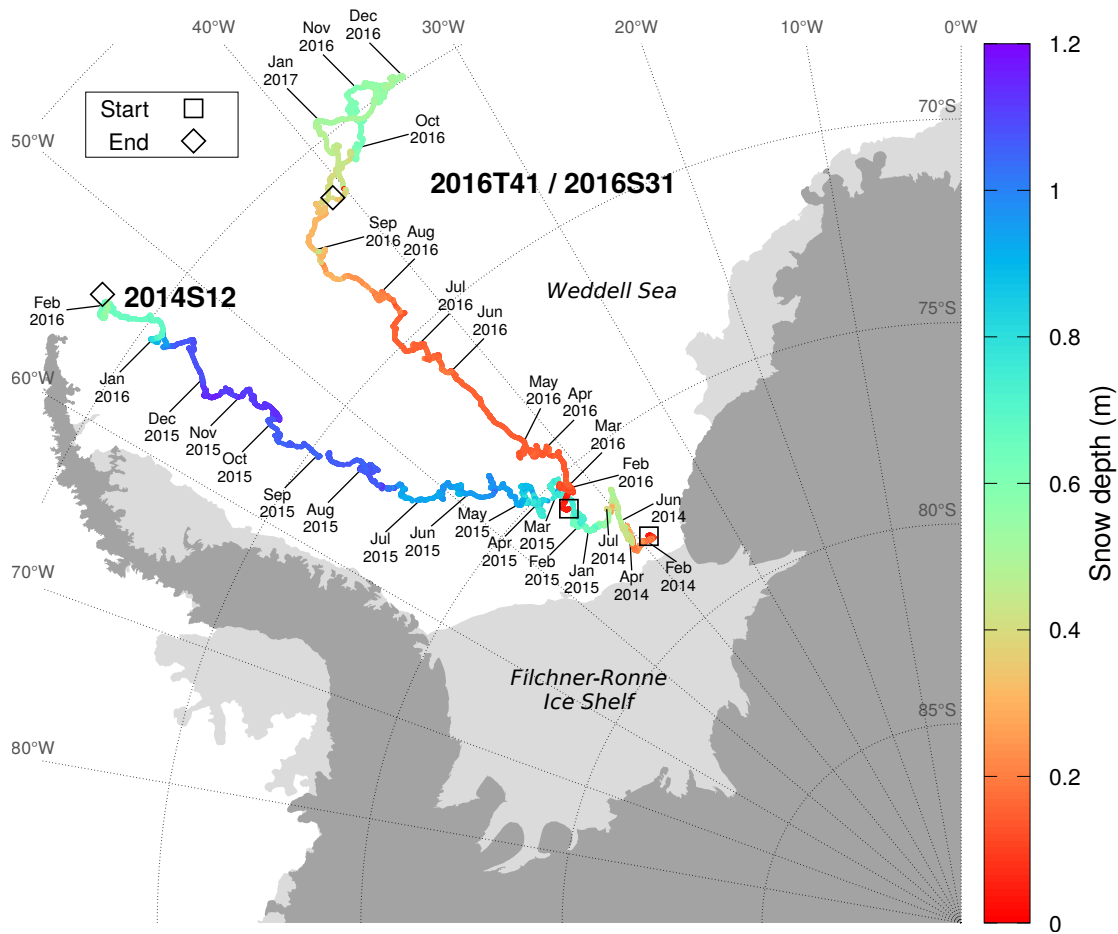 40°W
30°W
20°W
10°W
0°W
Dec
2016
Nov
2016
Jan
2017
Start
End
50°W
Oct
2016
70°S
2016T41 / 2016S31
Sep
2016
Aug
2016
Weddell Sea
Jul
2016
Jun
2016
75°S
Feb
2016
2014S12
60°W
Jan
2016
Dec
2015
Nov
2015
Oct
2015
Sep
2015
Aug
2015
Jul
2015
Jun
2015
May
2015
Apr
2015
Mar
2015
Feb
2015
Jan
2015
May
2016
Apr
2016
Mar
2016
Feb
2016
Jun
2014
Jul
2014
Apr
2014
Feb
2014
80°S
70°W
Filchner-Ronne
Ice Shelf
85°S
80°W
1.2
1
0.8
0.6
0.4
0.2
0
Snow depth (m)